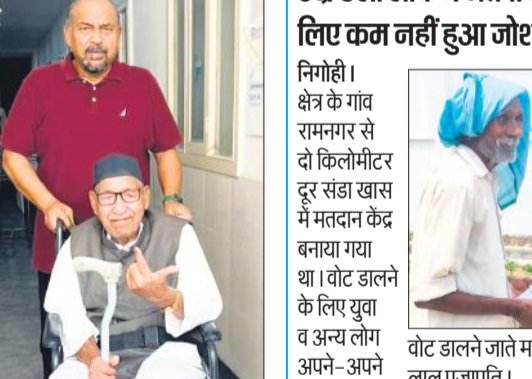 लिए कम नहीं हुआ
निगोही।
क्षेत्र के गांव
रामनगर से
दो किलोमीटर
दूर संडा खास
में मतदान केंद्र
बनाया गया
था। वोट डालने
के लिए युवा
व अन्य लोग
अपने-अपने
वोट डालने जाते